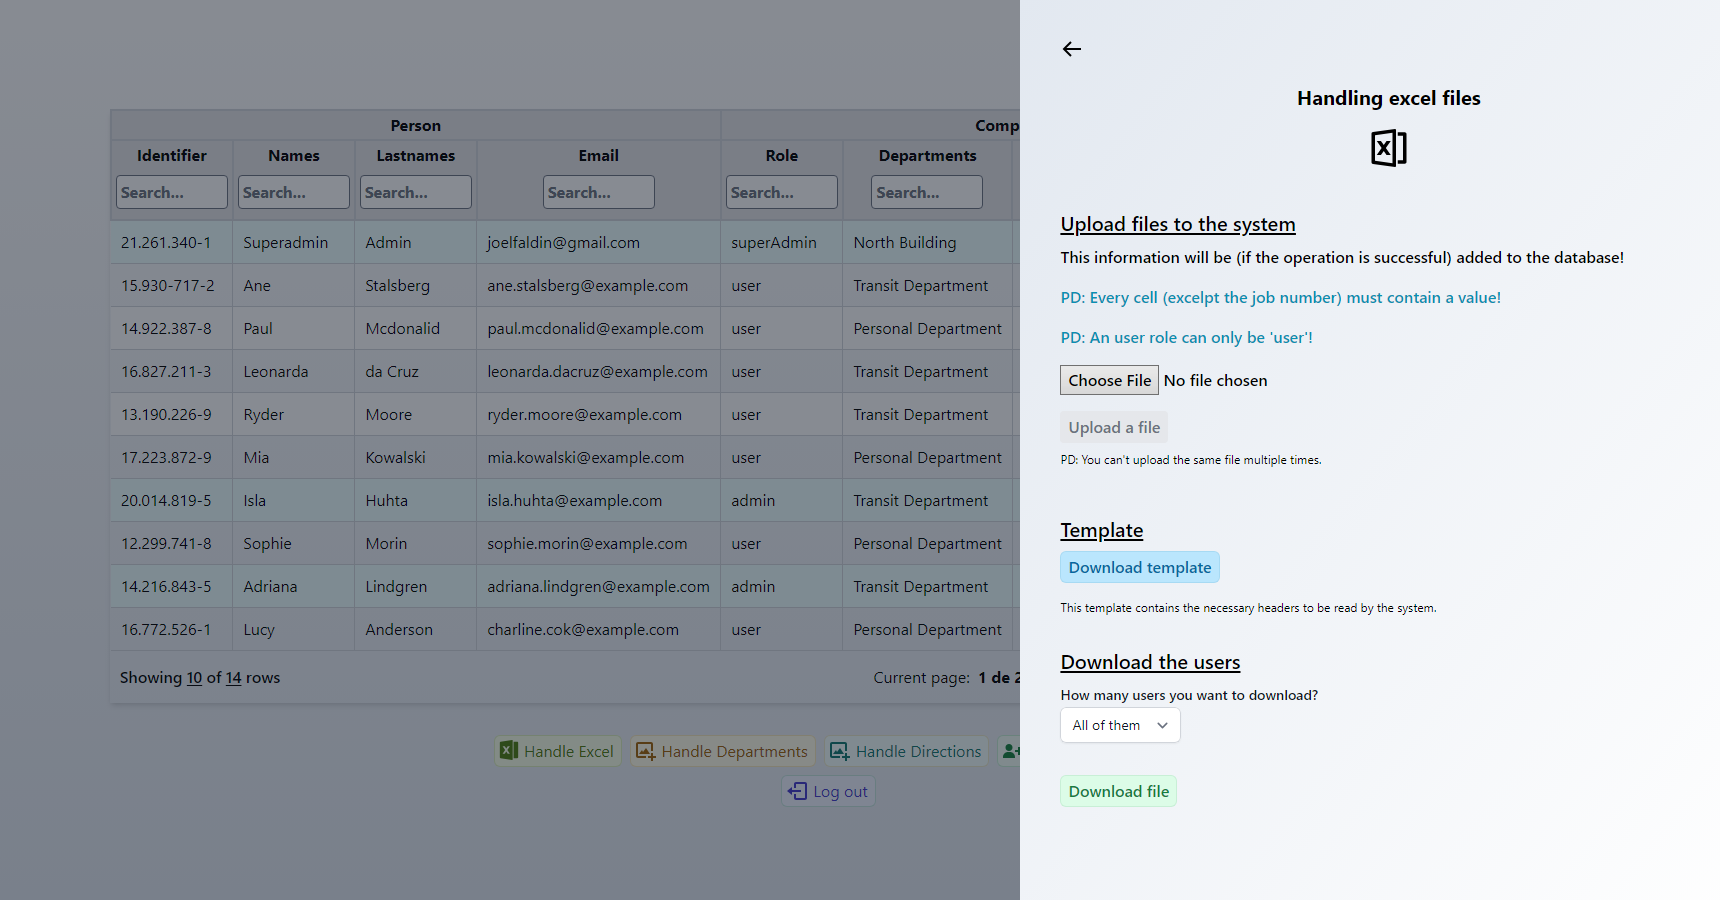 Person
Comp
Identifier Names Lastnames Email Role Departments
Search... Search... Search... Search... Search... Search...
21.261.340-1 Superadmin Admin joelfaldin@gmail.com superAdmin North Building
15.930-717-2 Ane Stalsberg ane.stalsberg@example.com user Transit Department
14.922.387-8 Paul Mcdonalid paul.mcdonalid@example.com user Personal Department
16.827.211-3 Leonarda da Cruz leonarda.dacruz@example.com user Transit Department
13.190.226-9 Ryder Moore ryder.moore@example.com user Transit Department
17.223.872-9 Mia Kowalski mia.kowalski@example.com user Personal Department
20.014.819-5 Isla Huhta isla.huhta@example.com admin Transit Department
12.299.741-8 Sophie Morin sophie.morin@example.com user Personal Department
14.216.843-5 Adriana Lindgren adriana.lindgren@example.com admin Transit Department
16.772.526-1 Lucy Anderson charline.cok@example.com user Personal Department
Showing 10 of 14 rows
Current page: 1 de 2
Handle Excel Handle Departments Handle Directions
Log out
Handling excel files
Upload files to the system
This information will be (if the operation is successful) added to the database!
PD: Every cell (excelpt the job number) must contain a value!
PD: An user role can only be 'user'!
Choose File No file chosen
Upload a file
PD: You can't upload the same file multiple times.
Template
Download template
This template contains the necessary headers to be read by the system.
Download the users
How many users you want to download?
All of them
Download file